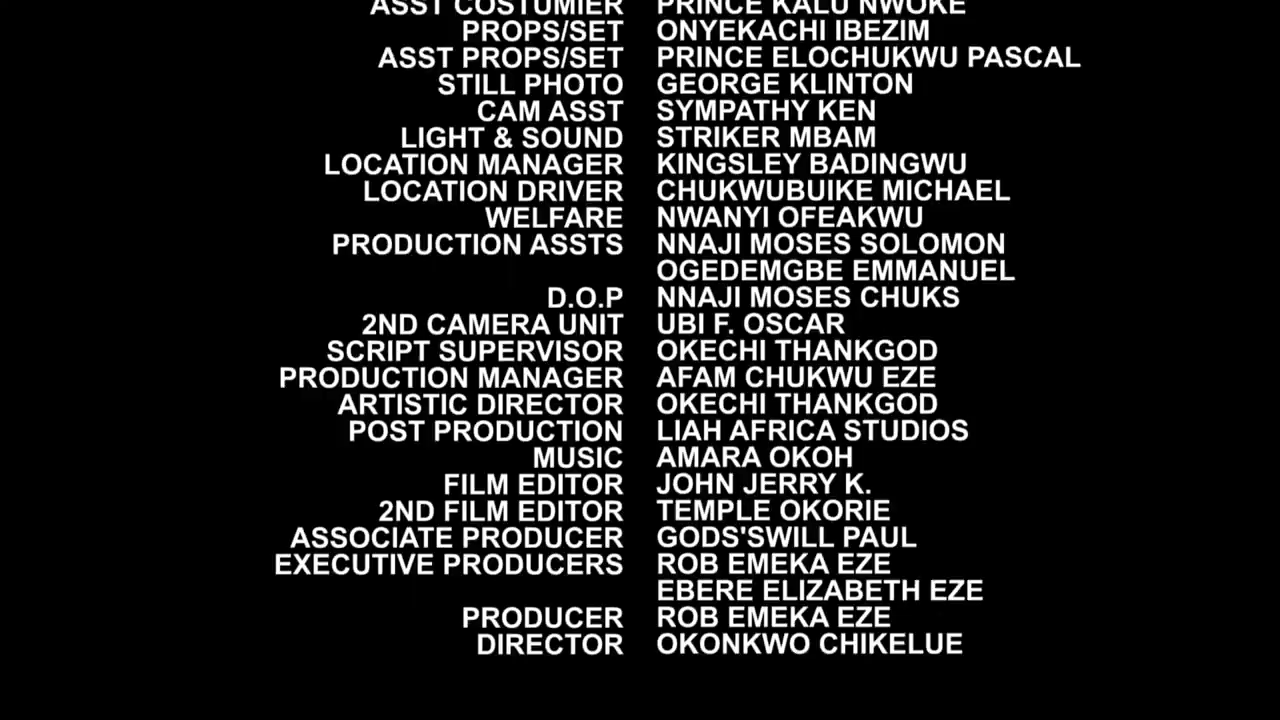 ASST COSTUMIER PRINCE KALU NWOKE
PROPS/SET ONYEKACHI IBEZIM
ASST PROPS/SET PRINCE ELOCHUKWU PASCAL
STILL PHOTO GEORGE KLINTON
CAM ASST SYMPATHY KEN
LIGHT & SOUND STRIKER MBAM
LOCATION MANAGER KINGSLEY BADINGWU
LOCATION DRIVER CHUKWUBUIKE MICHAEL
WELFARE NWANYI OFEAKWU
PRODUCTION ASSTS NNAJI MOSES SOLOMON
OGEDEMGBE EMMANUEL
D.O.P NNAJI MOSES CHUKS
2ND CAMERA UNIT UBI F. OSCAR
SCRIPT SUPERVISOR OKECHI THANKGOD
PRODUCTION MANAGER AFAM CHUKWU EZE
ARTISTIC DIRECTOR OKECHI THANKGOD
POST PRODUCTION LIAH AFRICA STUDIOS
MUSIC AMARA OKOH
FILM EDITOR JOHN JERRY K.
2ND FILM EDITOR TEMPLE OKORIE
ASSOCIATE PRODUCER GODS'SWILL PAUL
EXECUTIVE PRODUCERS ROB EMEKA EZE
EBERE ELIZABETH EZE
PRODUCER ROB EMEKA EZE
DIRECTOR OKONKWO CHIKELUE